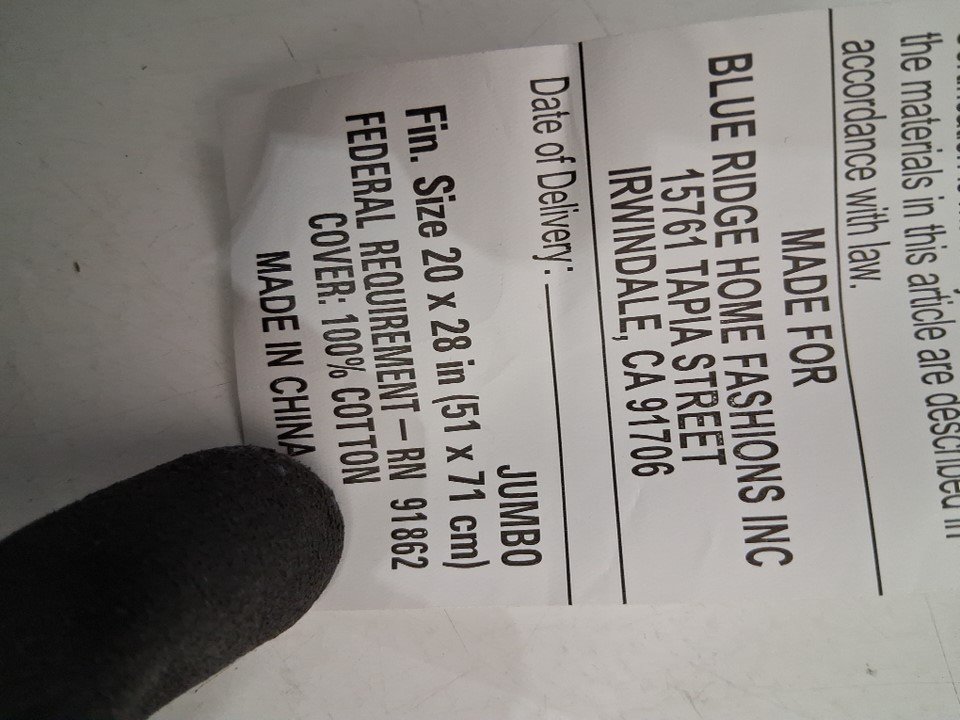 the materials in this article are described in
accordance with law.
MADE FOR
BLUE RIDGE HOME FASHIONS INC
15761 TAPIA STREET
IRWINDALE, CA 91706
Date of Delivery:
JUMBO
Fin. Size 20 x 28 in (51 x 71 cm)
FEDERAL REQUIREMENT – RN 91862
COVER: 100% COTTON
MADE IN CHINA